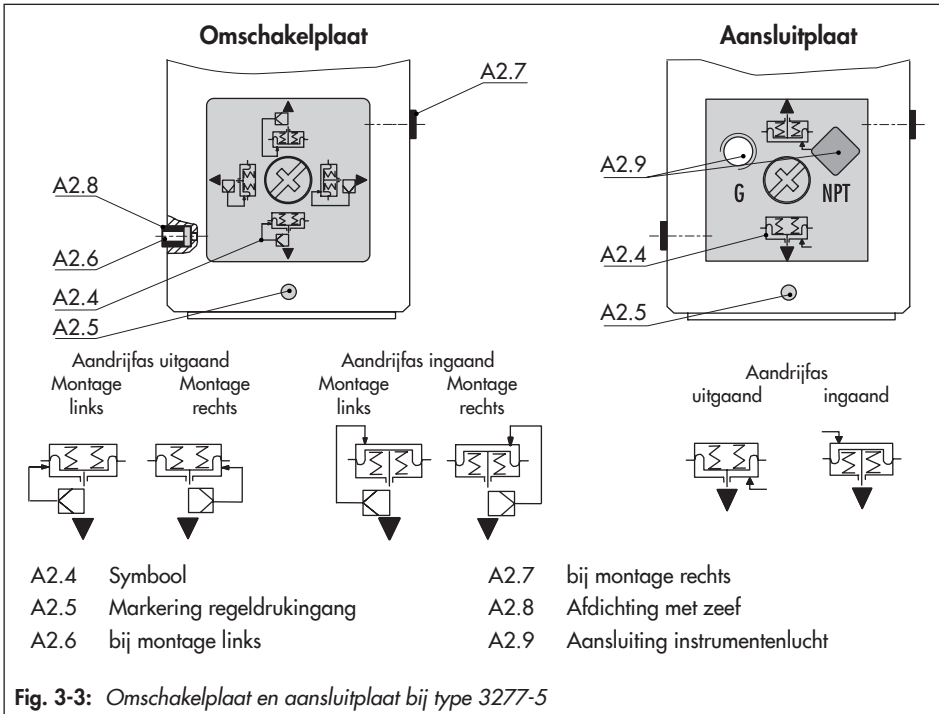 Omschakelplaat
Aansluitplaat
A2.7
A2.8
A2.6
A2.4
A2.5
A2.9
G
NPT
A2.4
A2.5
Aandrijfas uitgaand
Montage links
Montage rechts
Aandrijfas ingaand
Montage links
Montage rechts
Aandrijfas
uitgaand
ingaand
A2.4 Symbool
A2.5 Markering regeldrukingang
A2.6 bij montage links
A2.7 bij montage rechts
A2.8 Afdichting met zeef
A2.9 Aansluiting instrumentenlucht
Fig. 3-3: Omschakelplaat en aansluitplaat bij type 3277-5